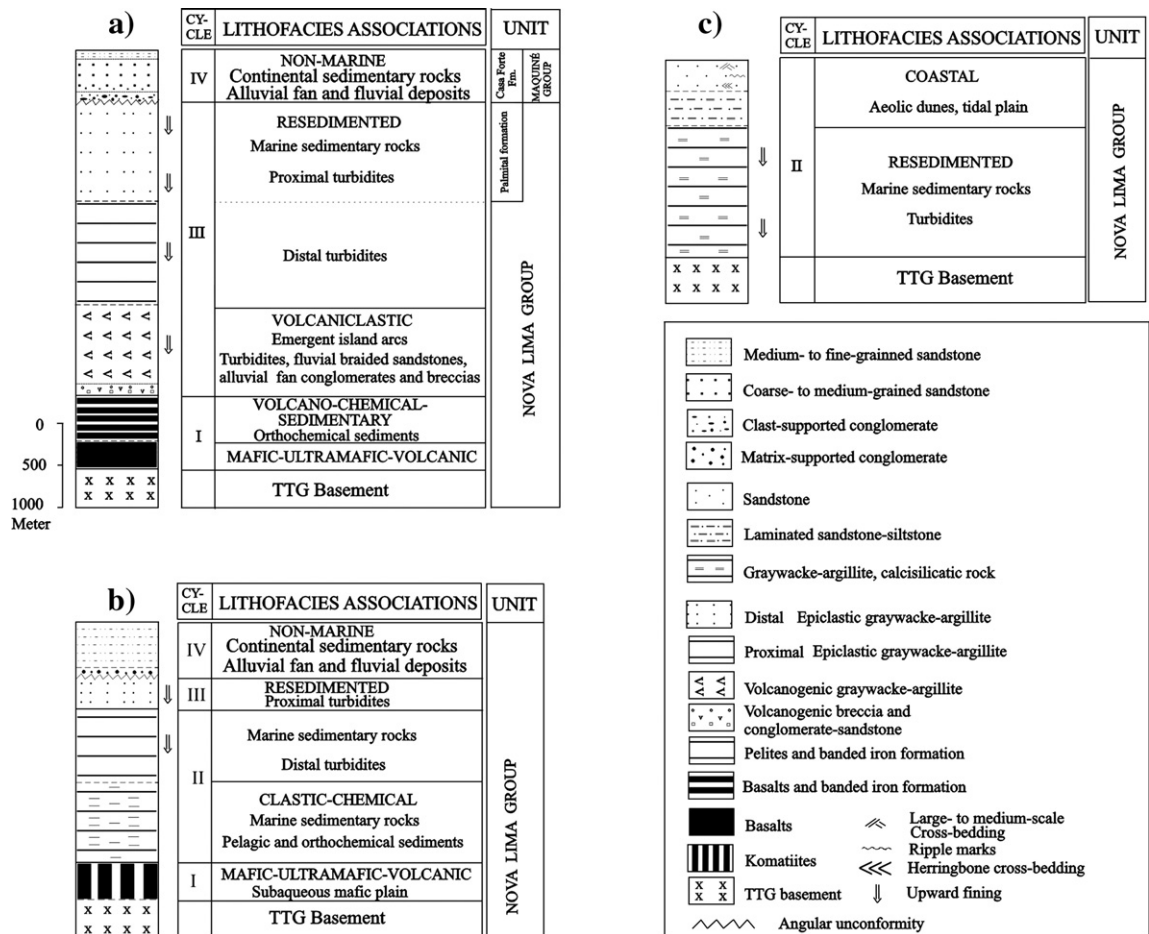 a)
CY-
CLE
LITHOFACIES ASSOCIATIONS
UNIT
IV
NON-MARINE
Continental sedimentary rocks
Alluvial fan and fluvial deposits
Casa Forte
Fm.
MAQUINÉ
GROUP
III
RESEDIMENTED
Marine sedimentary rocks
Proximal turbidites
Palmital formation
Distal turbidites
VOLCANICLASTIC
Emergent island arcs
Turbidites, fluvial braided sandstones,
alluvial fan conglomerates and breccias
NOVA LIMA GROUP
I
VOLCANO-CHEMICAL-
SEDIMENTARY
Orthochemical sediments
MAFIC-ULTRAMAFIC-VOLCANIC
TTG Basement
0
500
1000
Meter
b)
CY-
CLE
LITHOFACIES ASSOCIATIONS
UNIT
IV
NON-MARINE
Continental sedimentary rocks
Alluvial fan and fluvial deposits
III
RESEDIMENTED
Proximal turbidites
II
Marine sedimentary rocks
Distal turbidites
CLASTIC-CHEMICAL
Marine sedimentary rocks
Pelagic and orthochemical sediments
I
MAFIC-ULTRAMAFIC-VOLCANIC
Subaqueous mafic plain
TTG Basement
NOVA LIMA GROUP
c)
CY-
CLE
LITHOFACIES ASSOCIATIONS
UNIT
II
COASTAL
Aeolic dunes, tidal plain
RESEDIMENTED
Marine sedimentary rocks
Turbidites
TTG Basement
NOVA LIMA GROUP
Medium- to fine-grainned sandstone
Coarse- to medium-grained sandstone
Clast-supported conglomerate
Matrix-supported conglomerate
Sandstone
Laminated sandstone-siltstone
Graywacke-argillite, calcisilicatic rock
Distal Epiclastic graywacke-argillite
Proximal Epiclastic graywacke-argillite
Volcanogenic graywacke-argillite
Volcanogenic breccia and
conglomerate-sandstone
Pelites and banded iron formation
Basalts and banded iron formation
Basalts
Komatiites
TTG basement
Large- to medium-scale
Cross-bedding
Ripple marks
Herringbone cross-bedding
Upward fining
Angular unconformity